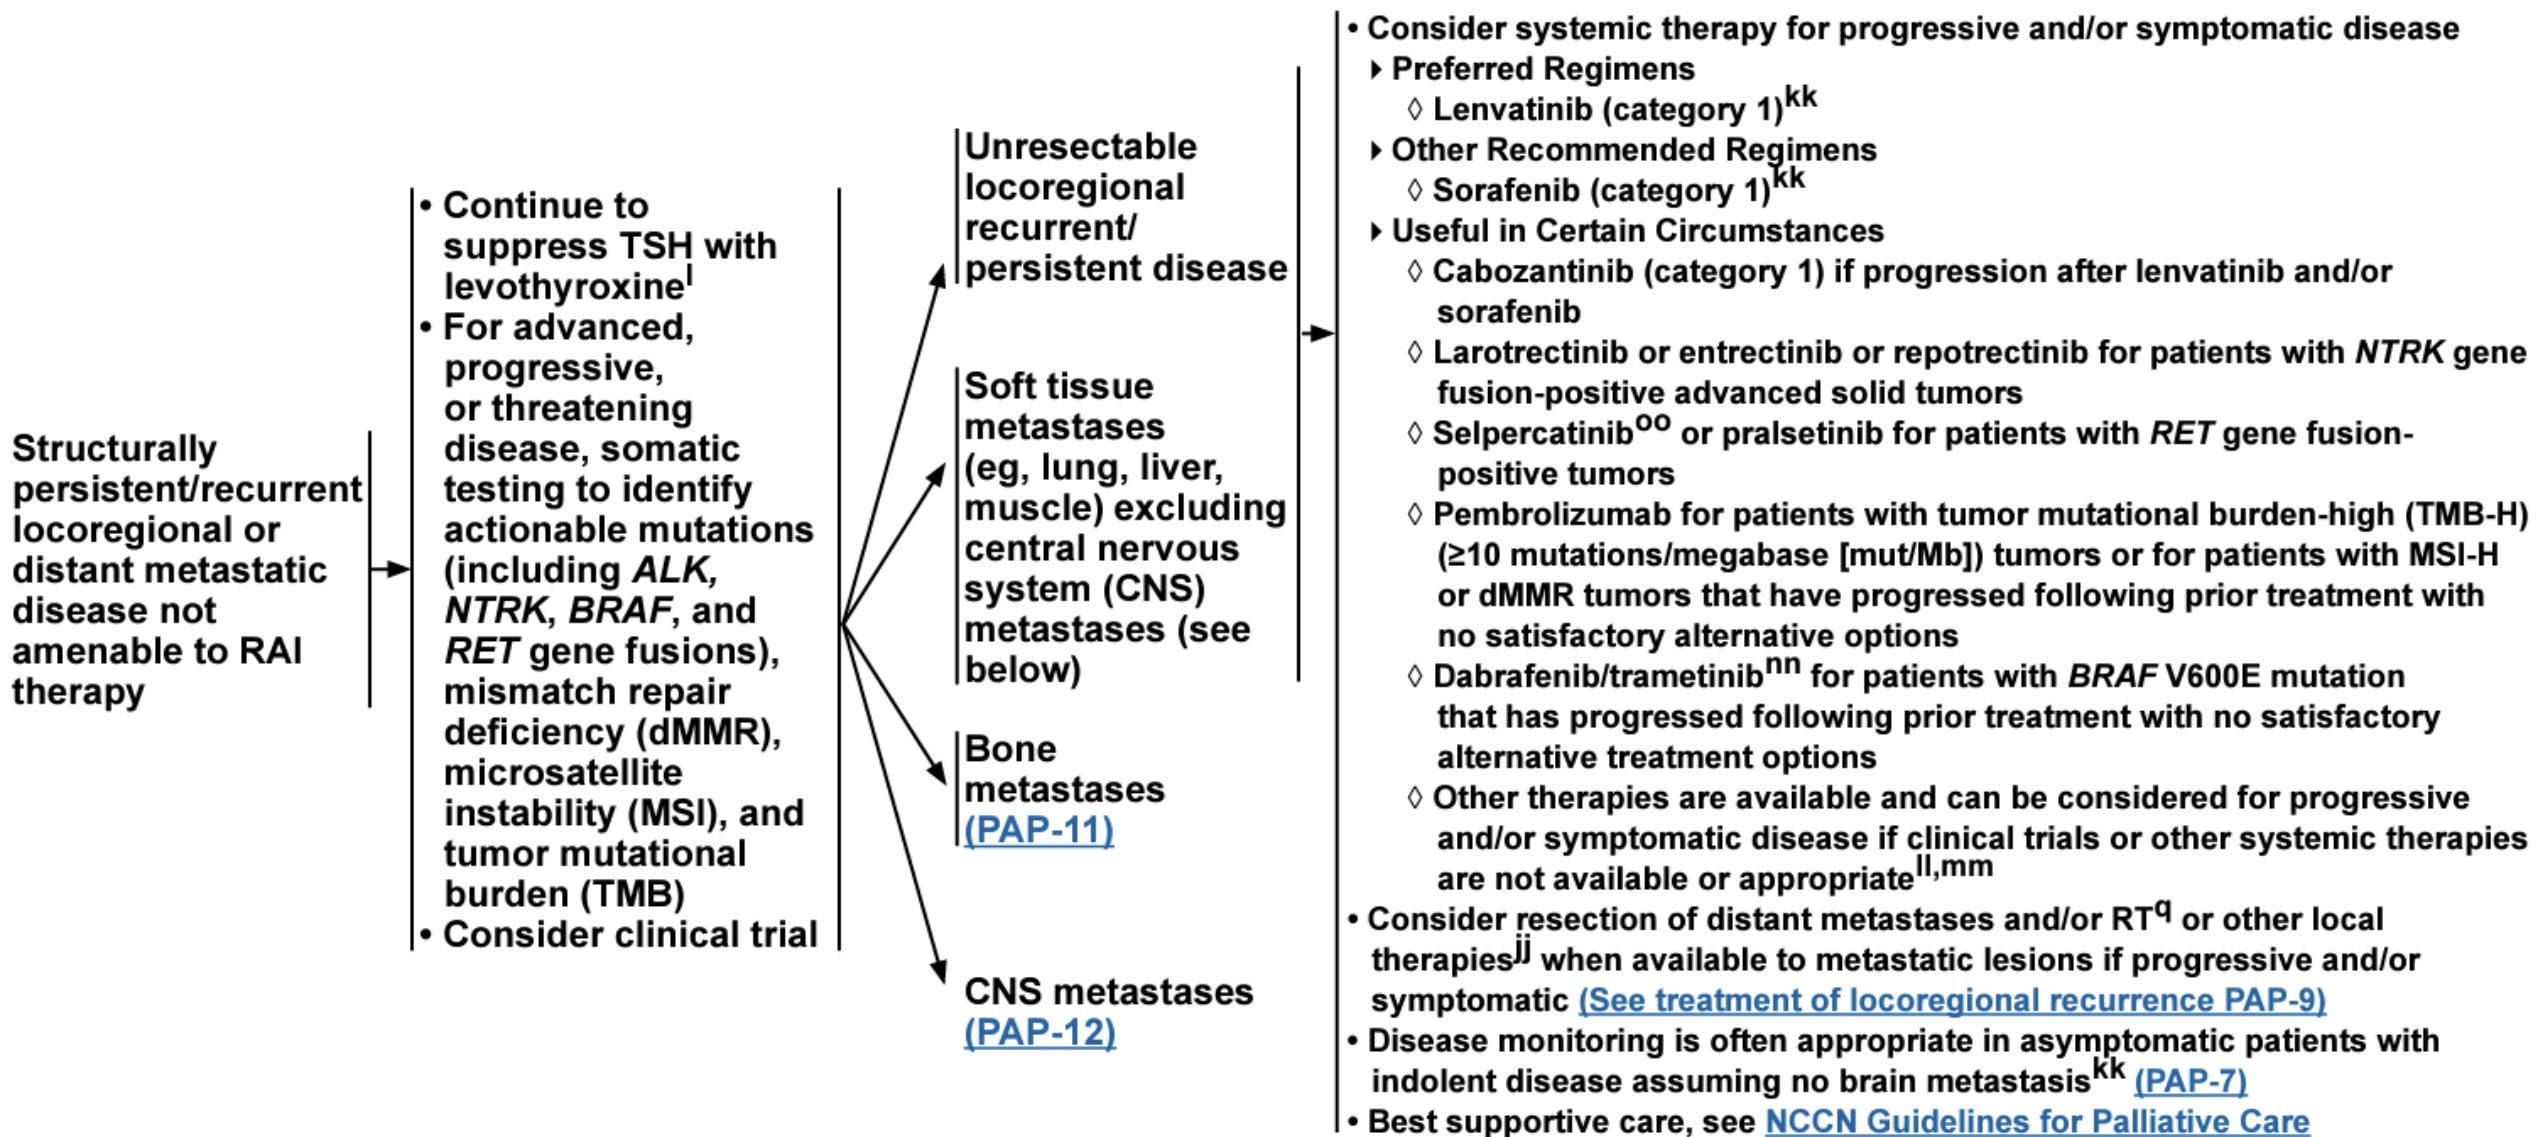 Structurally
persistent/recurrent
locoregional or
distant metastatic
disease not
amenable to RAI
therapy
• Continue to
suppress TSH with
levothyroxinel
• For advanced,
progressive,
or threatening
disease, somatic
testing to identify
actionable mutations
(including ALK,
NTRK, BRAF, and
RET gene fusions),
mismatch repair
deficiency (dMMR),
microsatellite
instability (MSI), and
tumor mutational
burden (TMB)
• Consider clinical trial
Unresectable
locoregional
recurrent/
persistent disease
Soft tissue
metastases
(eg, lung, liver,
muscle) excluding
central nervous
system (CNS)
metastases (see
below)
Bone
metastases
(PAP-11)
CNS metastases
(PAP-12)
• Consider systemic therapy for progressive and/or symptomatic disease
▸ Preferred Regimens
◊ Lenvatinib (category 1)kk
▸ Other Recommended Regimens
◊ Sorafenib (category 1)kk
▸ Useful in Certain Circumstances
◊ Cabozantinib (category 1) if progression after lenvatinib and/or
sorafenib
◊ Larotrectinib or entrectinib or repotrectinib for patients with NTRK gene
fusion-positive advanced solid tumors
◊ Selpercatiniboo or pralsetinib for patients with RET gene fusion-
positive tumors
◊ Pembrolizumab for patients with tumor mutational burden-high (TMB-H)
(≥10 mutations/megabase [mut/Mb]) tumors or for patients with MSI-H
or dMMR tumors that have progressed following prior treatment with
no satisfactory alternative options
◊ Dabrafenib/trametinibnn for patients with BRAF V600E mutation
that has progressed following prior treatment with no satisfactory
alternative treatment options
◊ Other therapies are available and can be considered for progressive
and/or symptomatic disease if clinical trials or other systemic therapies
are not available or appropriatell,mm
• Consider resection of distant metastases and/or RTq or other local
therapiesjj when available to metastatic lesions if progressive and/or
symptomatic (See treatment of locoregional recurrence PAP-9)
• Disease monitoring is often appropriate in asymptomatic patients with
indolent disease assuming no brain metastasiskk (PAP-7)
• Best supportive care, see NCCN Guidelines for Palliative Care